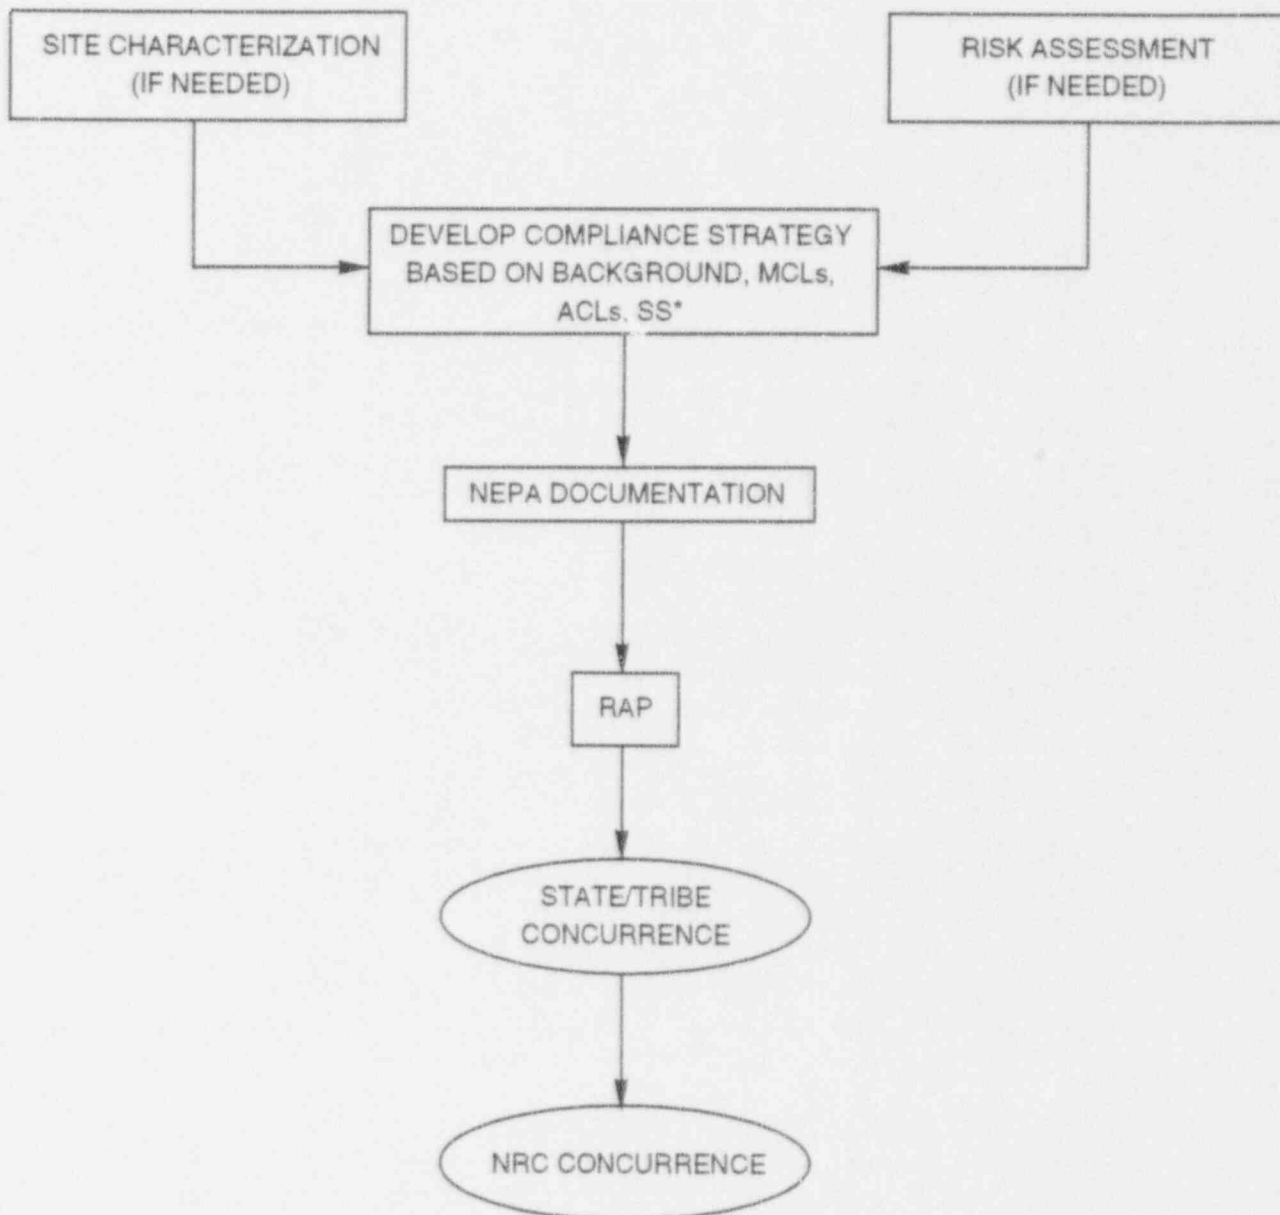 SITE CHARACTERIZATION
(IF NEEDED)
RISK ASSESSMENT
(IF NEEDED)
DEVELOP COMPLIANCE STRATEGY
BASED ON BACKGROUND, MCLs,
ACLs, SS*
NEPA DOCUMENTATION
RAP
STATE/TRIBE
CONCURRENCE
NRC CONCURRENCE